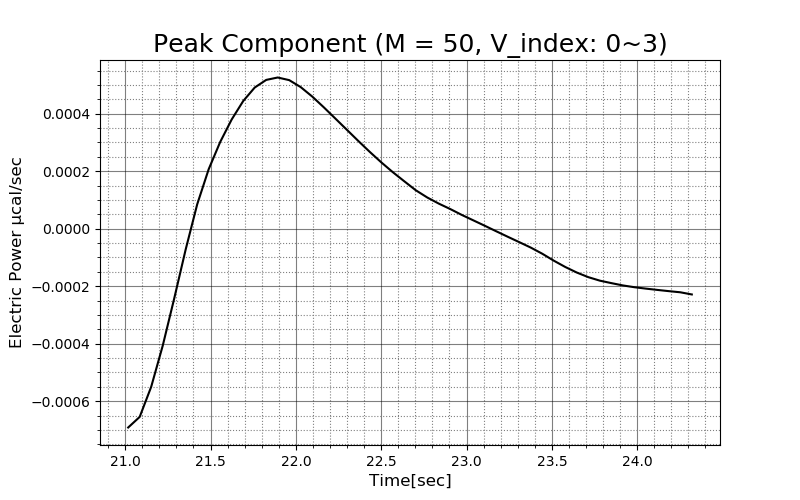 Peak Component (M = 50, V_index: 0~3)
Electric Power μcal/sec
0.0004
0.0002
0.0000
−0.0002
−0.0004
−0.0006
21.0 21.5 22.0 22.5 23.0 23.5 24.0
Time[sec]